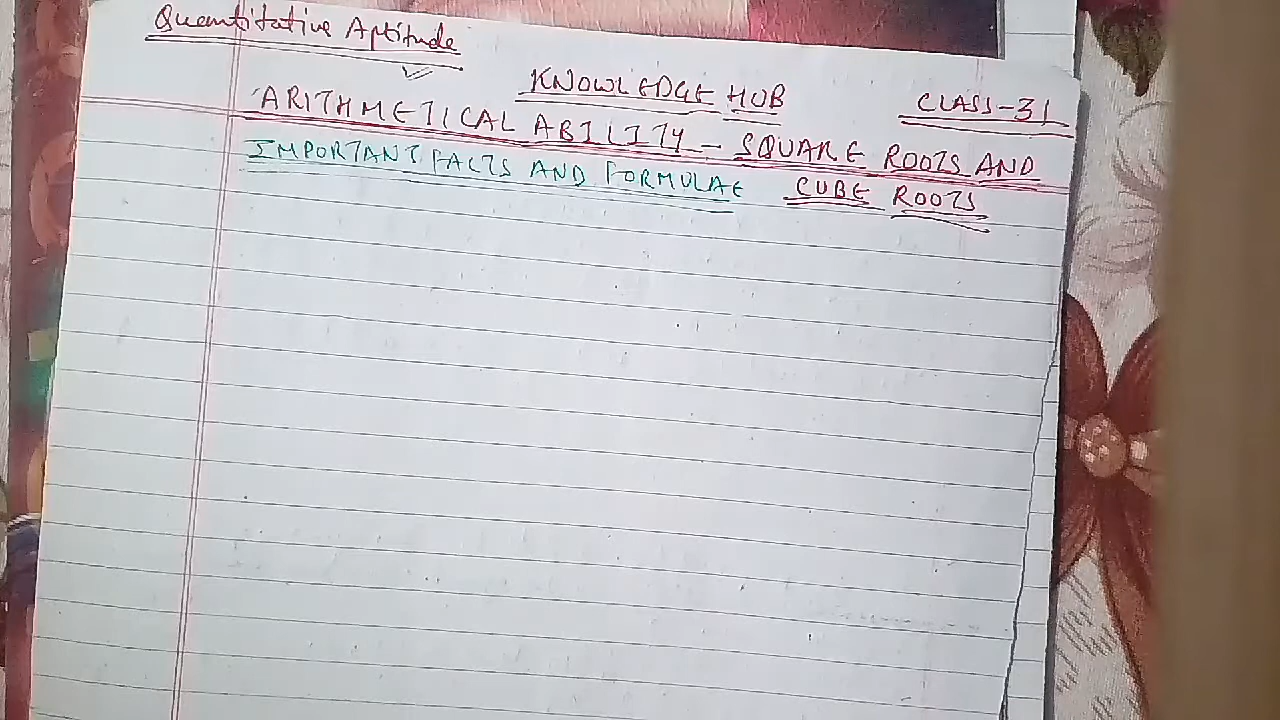 Quantitative Aptitude
KNOWLEDGE HUB CLASS-31
ARITHMETICAL ABILITY - SQUARE ROOTS AND
IMPORTANT FACTS AND FORMULAE CUBE ROOTS